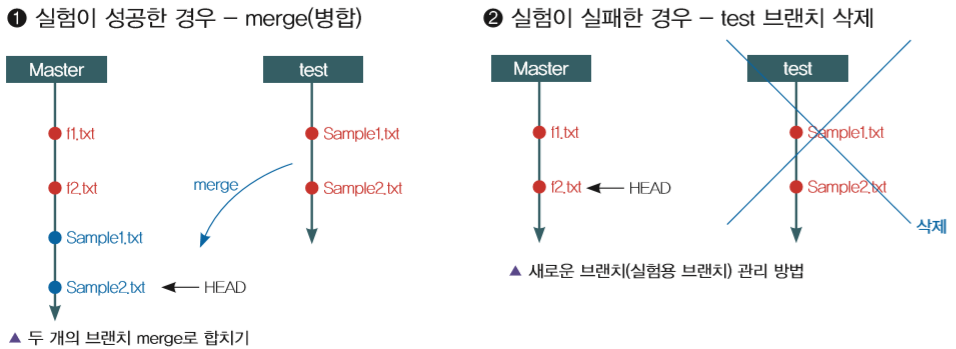 ❶ 실험이 성공한 경우 – merge(병합)
Master
test
f1.txt
Sample1.txt
f2.txt
merge
Sample2.txt
Sample1.txt
Sample2.txt
HEAD
▲ 두 개의 브랜치 merge로 합치기
❷ 실험이 실패한 경우 – test 브랜치 삭제
Master
test
f1.txt
Sample1.txt
f2.txt
HEAD
Sample2.txt
삭제
▲ 새로운 브랜치(실험용 브랜치) 관리 방법